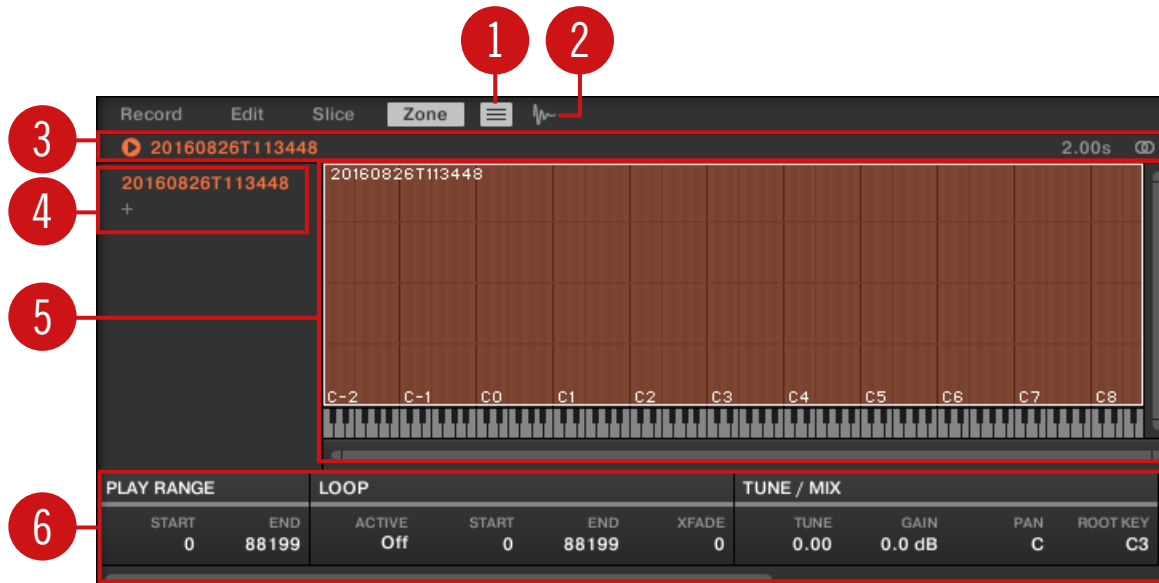 1 2
Record Edit Slice Zone
3
20160826T113448 2.00s
4
20160826T113448
+
20160826T113448
5
C-2 C-1 C0 C1 C2 C3 C4 C5 C6 C7 C8
6
PLAY RANGE LOOP TUNE / MIX
START END ACTIVE START END XFADE TUNE GAIN PAN ROOT KEY
0 88199 Off 0 88199 0 0.00 0.0 dB C C3